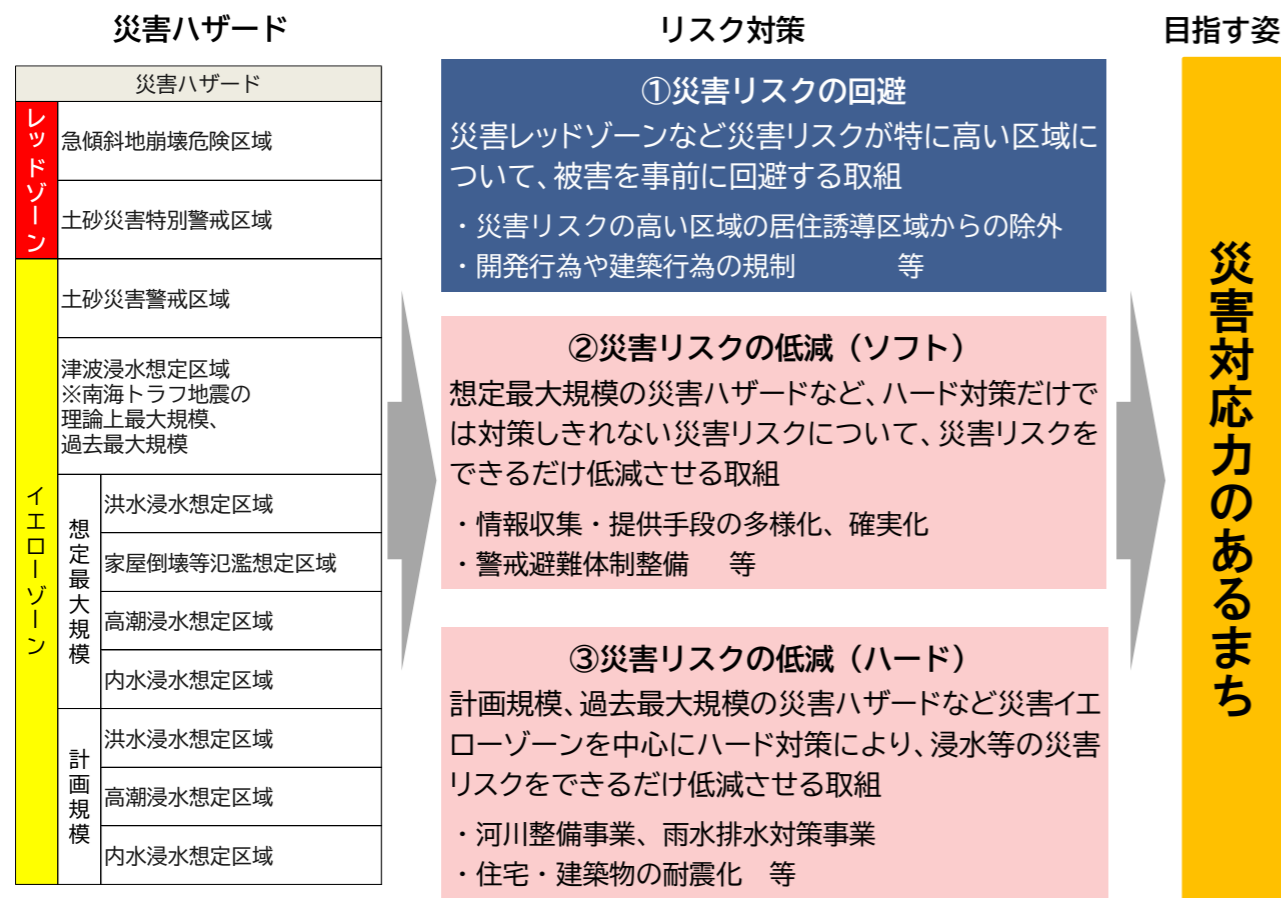 災害ハザード
リスク対策
目指す姿
災害ハザード
レッドゾーン
急傾斜地崩壊危険区域
土砂災害特別警戒区域
イエローゾーン
土砂災害警戒区域
津波浸水想定区域
※南海トラフ地震の
理論上最大規模、
過去最大規模
想定最大規模
洪水浸水想定区域
家屋倒壊等氾濫想定区域
高潮浸水想定区域
内水浸水想定区域
計画規模
洪水浸水想定区域
高潮浸水想定区域
内水浸水想定区域
①災害リスクの回避
災害レッドゾーンなど災害リスクが特に高い区域に
ついて、被害を事前に回避する取組
・災害リスクの高い区域の居住誘導区域からの除外
・開発行為や建築行為の規制　　　　等
②災害リスクの低減（ソフト）
想定最大規模の災害ハザードなど、ハード対策だけで
は対策しきれない災害リスクについて、災害リスクを
できるだけ低減させる取組
・情報収集・提供手段の多様化、確実化
・警戒避難体制整備　等
③災害リスクの低減（ハード）
計画規模、過去最大規模の災害ハザードなど災害イエ
ローゾーンを中心にハード対策により、浸水等の災害
リスクをできるだけ低減させる取組
・河川整備事業、雨水排水対策事業
・住宅・建築物の耐震化　等
災害対応力のあるまち